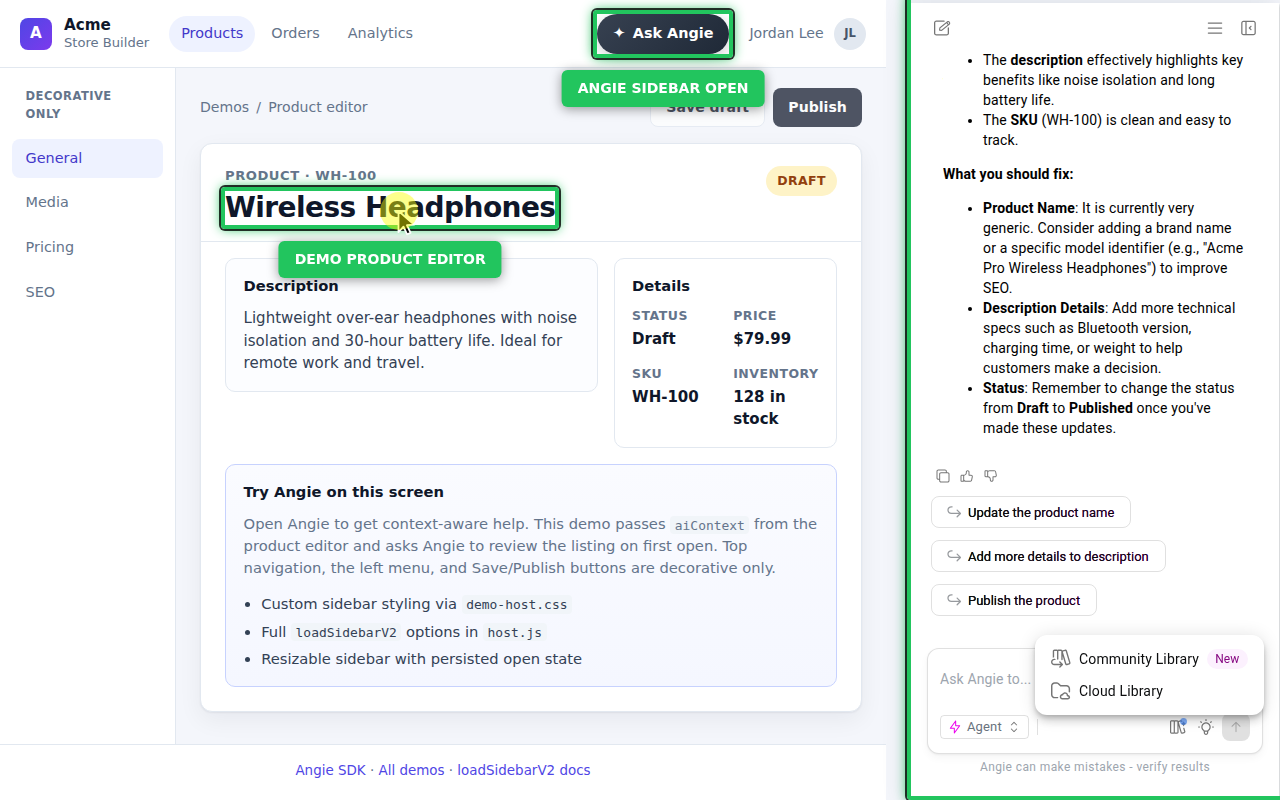 A
Acme
Store Builder
Products
Orders
Analytics
✦ Ask Angie
Jordan Lee
JL
ANGIE SIDEBAR OPEN
DECORATIVE
ONLY
General
Media
Pricing
SEO
Demos / Product editor
Save draft
Publish
PRODUCT · WH-100
DRAFT
Wireless Headphones
DEMO PRODUCT EDITOR
Description
Lightweight over-ear headphones with noise
isolation and 30-hour battery life. Ideal for
remote work and travel.
Details
STATUS
PRICE
Draft
$79.99
SKU
INVENTORY
WH-100
128 in
stock
Try Angie on this screen
Open Angie to get context-aware help. This demo passes aiContext from the
product editor and asks Angie to review the listing on first open. Top
navigation, the left menu, and Save/Publish buttons are decorative only.
• Custom sidebar styling via demo-host.css
• Full loadSidebarV2 options in host.js
• Resizable sidebar with persisted open state
Angie SDK · All demos · loadSidebarV2 docs
• The description effectively highlights key
benefits like noise isolation and long
battery life.
• The SKU (WH-100) is clean and easy to
track.
What you should fix:
• Product Name: It is currently very
generic. Consider adding a brand name
or a specific model identifier (e.g., "Acme
Pro Wireless Headphones") to improve
SEO.
• Description Details: Add more technical
specs such as Bluetooth version,
charging time, or weight to help
customers make a decision.
• Status: Remember to change the status
from Draft to Published once you've
made these updates.
Update the product name
Add more details to description
Publish the product
Community Library New
Cloud Library
Ask Angie to...
Agent
Angie can make mistakes - verify results